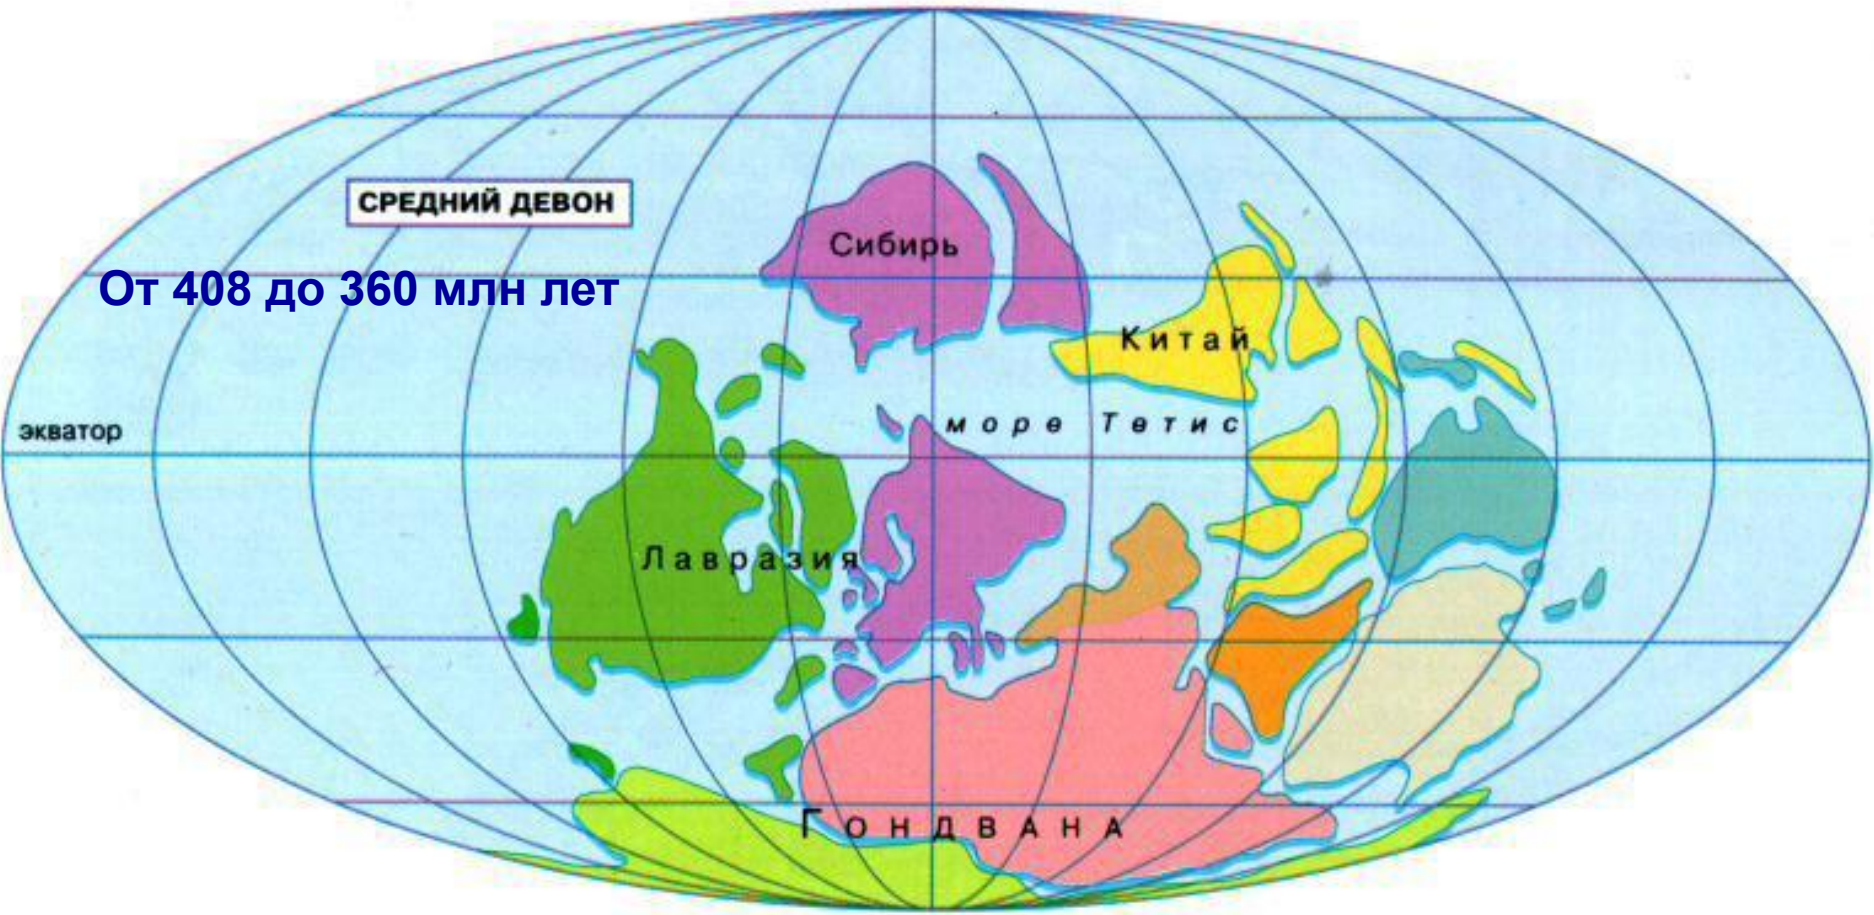 СРЕДНИЙ ДЕВОН
Сибирь
От 408 до 360 млн лет
Китай
экватор
море Тетис
Лавразия
Гондвана